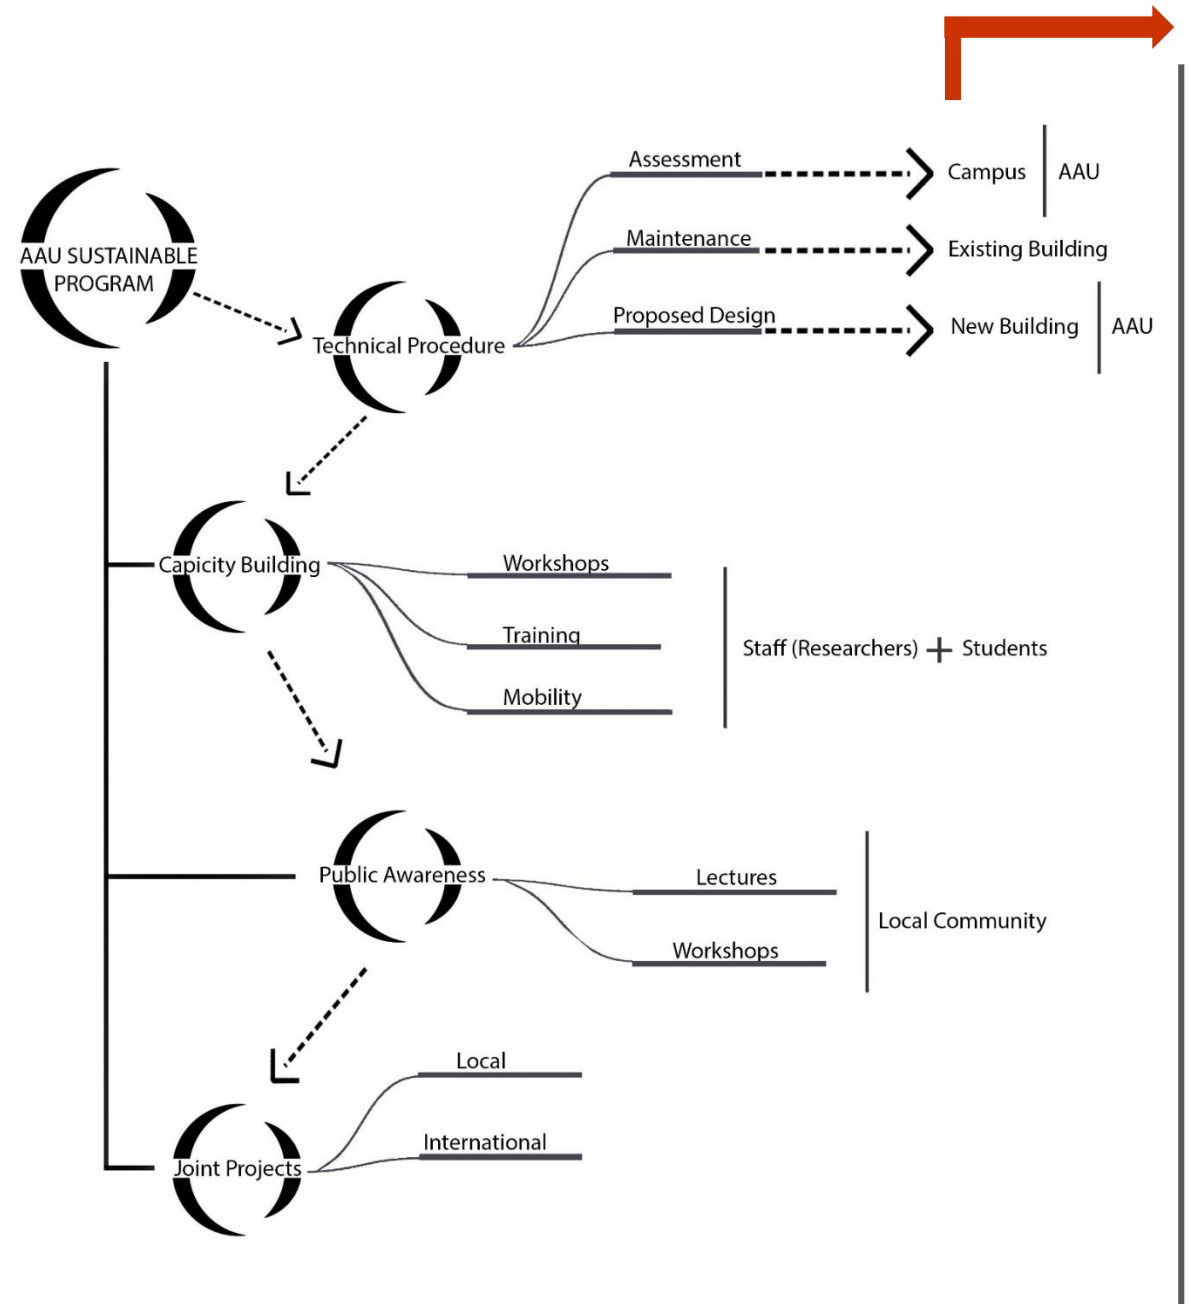 AAU SUSTAINABLE
PROGRAM
Technical Procedure
Assessment
Campus
AAU
Maintenance
Existing Building
Proposed Design
New Building
AAU
Capicity Building
Workshops
Training
Mobility
Staff (Researchers) + Students
Public Awareness
Lectures
Workshops
Local Community
Joint Projects
Local
International